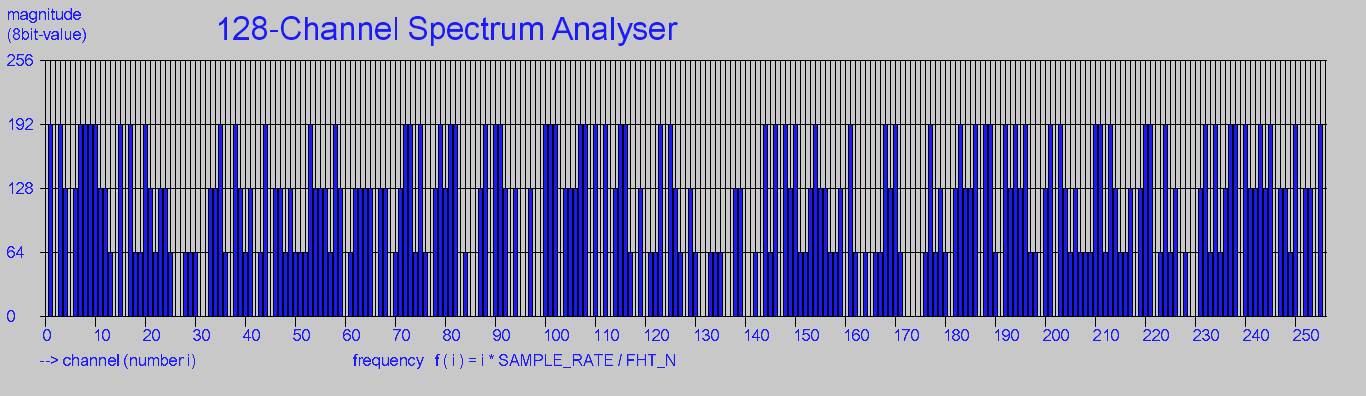 magnitude
(8bit-value)
128-Channel Spectrum Analyser
256
192
128
64
0
0 10 20 30 40 50 60 70 80 90 100 110 120 130 140 150 160 170 180 190 200 210 220 230 240 250
--> channel (number i)
frequency f ( i ) = i * SAMPLE_RATE / FHT_N